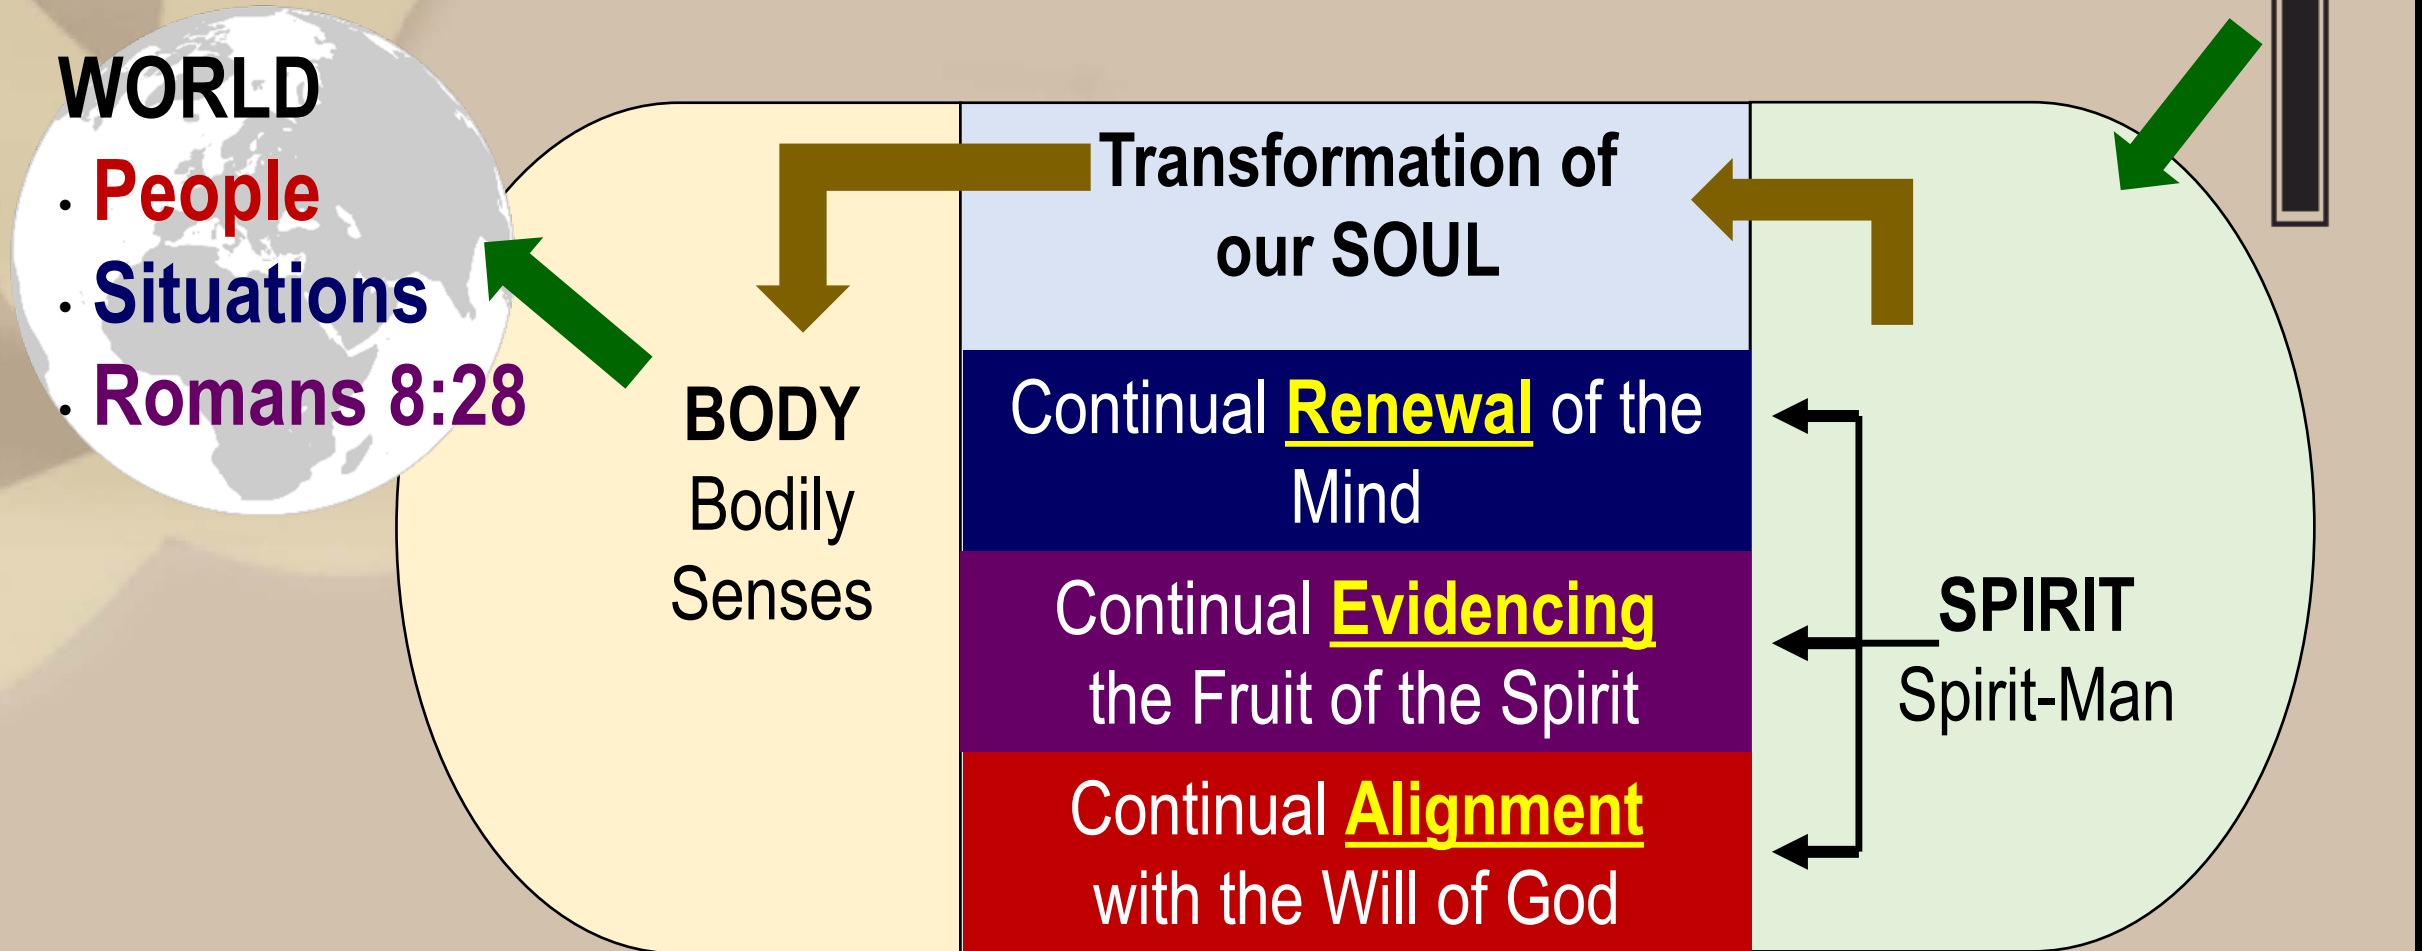 WORLD
• People
• Situations
• Romans 8:28
BODY
Bodily
Senses
Transformation of
our SOUL
Continual Renewal of the
Mind
Continual Evidencing
the Fruit of the Spirit
Continual Alignment
with the Will of God
SPIRIT
Spirit-Man